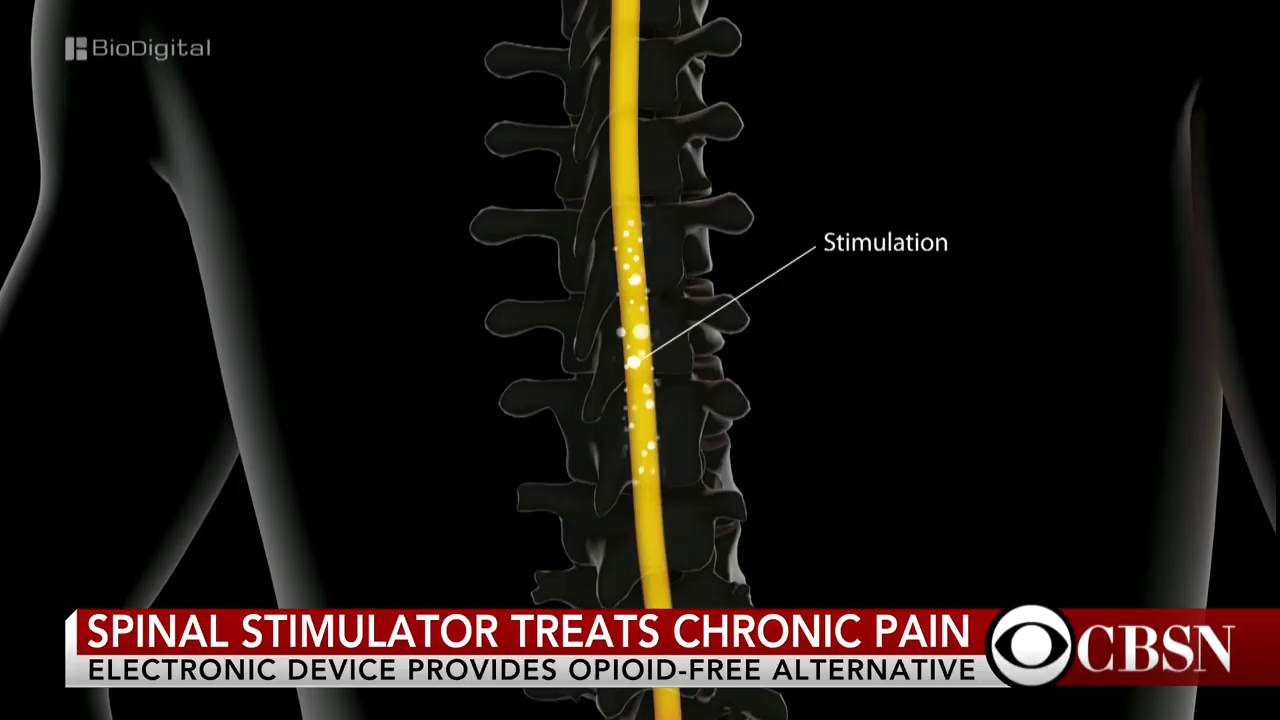 BioDigital
Stimulation
SPINAL STIMULATOR TREATS CHRONIC PAIN
ELECTRONIC DEVICE PROVIDES OPIOID-FREE ALTERNATIVE
CBSN